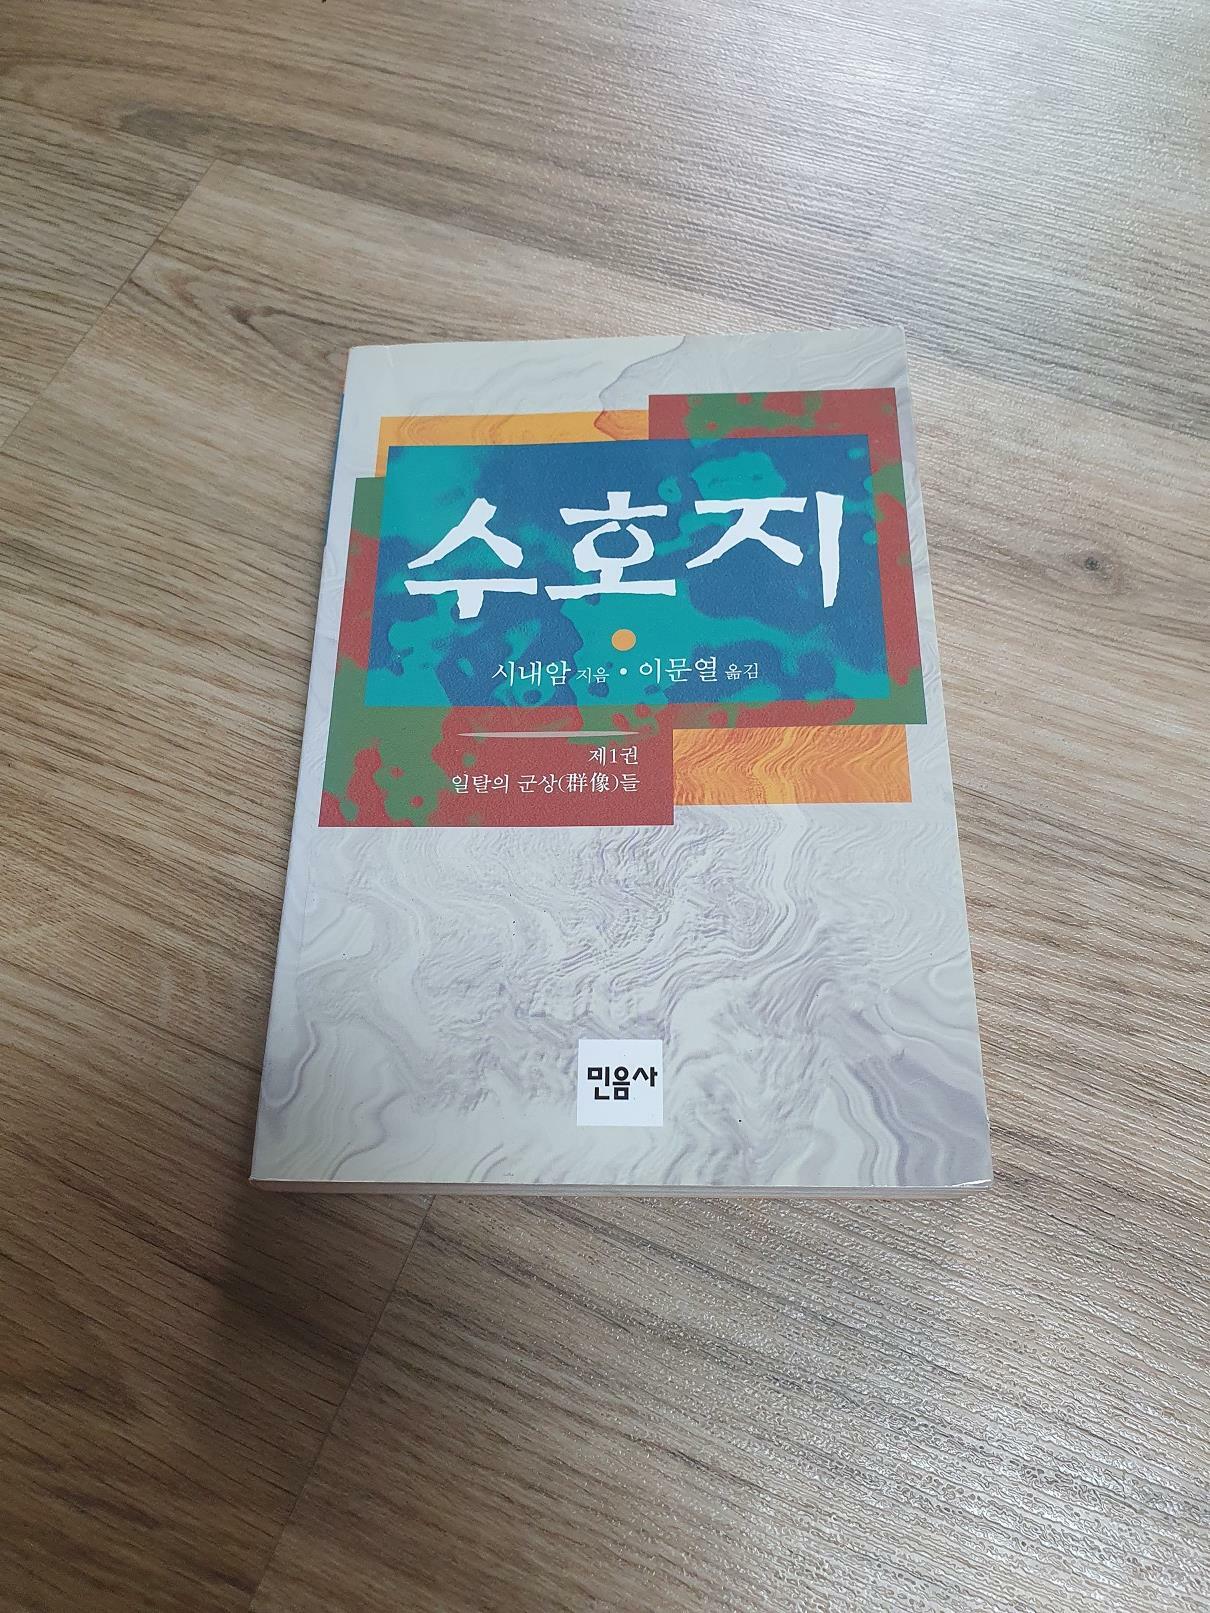 수호지
시내암 지음 • 이문열 옮김
제1권
일탈의 군상(群像)들
민음사